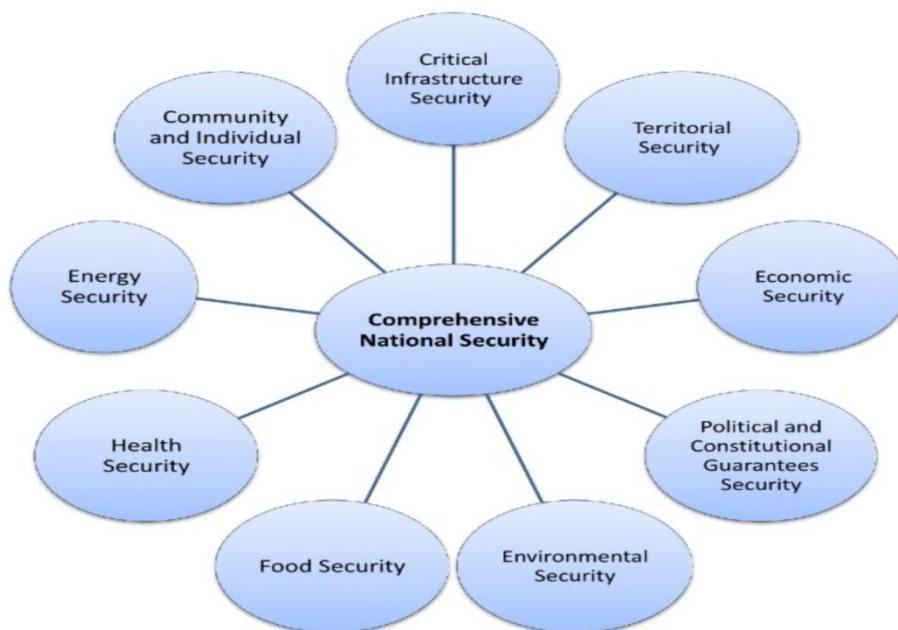 Critical
Infrastructure
Security
Community
and Individual
Security
Territorial
Security
Energy
Security
Economic
Security
Comprehensive
National Security
Health
Security
Political and
Constitutional
Guarantees
Security
Food Security
Environmental
Security